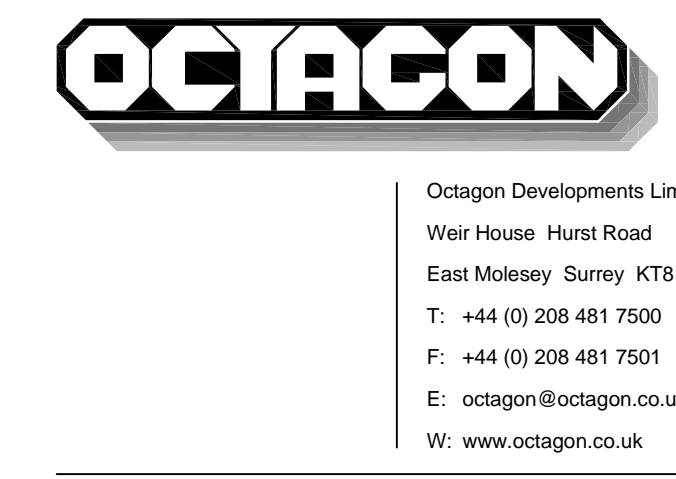 OCTAGON
Octagon Developments Lim
Weir House Hurst Road
East Molesey Surrey KT8
T: +44 (0) 208 481 7500
F: +44 (0) 208 481 7501
E: octagon@octagon.co.u
W: www.octagon.co.uk